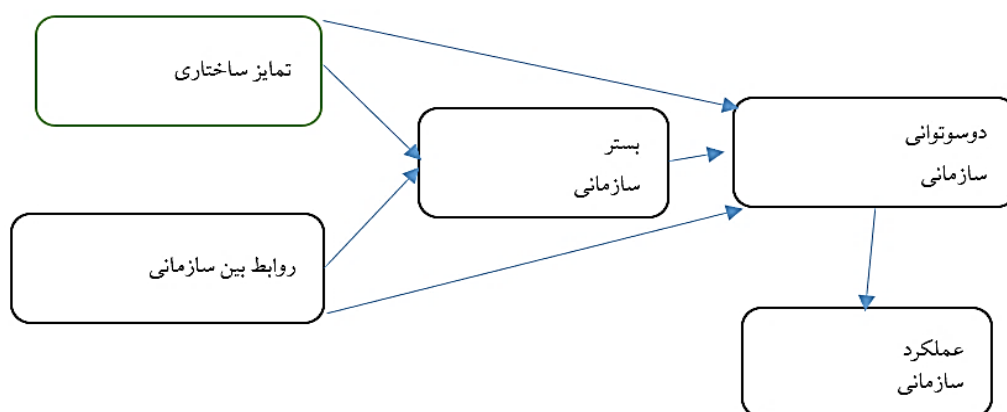 تمایز ساختاری
بستر
سازمانی
دوسوتوانی
سازمانی
روابط بین سازمانی
عملکرد
سازمانی